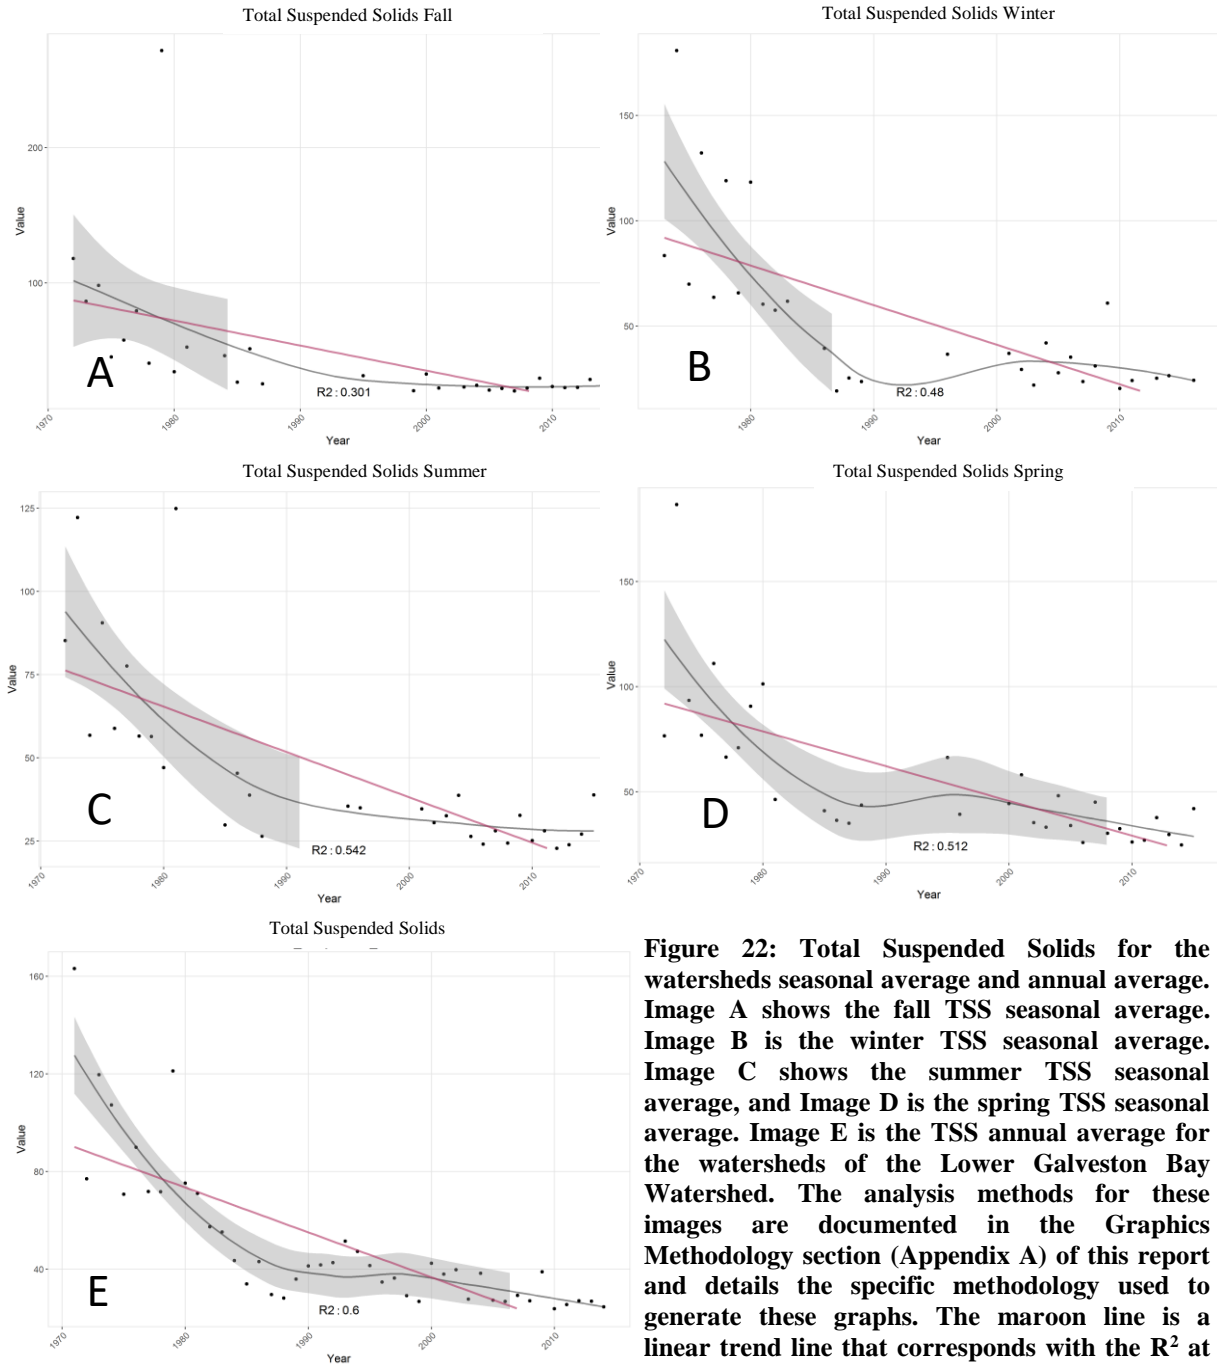 Total Suspended Solids Fall
200
100
Value
A
R2 : 0.301
1970
1980
1990
2000
2010
Year
Total Suspended Solids Winter
150
100
50
Value
B
R2 : 0.48
1980
1990
2000
2010
Year
Total Suspended Solids Summer
125
100
75
50
25
Value
C
R2 : 0.542
1970
1980
1990
2000
2010
Year
Total Suspended Solids Spring
150
100
50
Value
D
R2 : 0.512
1970
1980
1990
2000
2010
Year
Total Suspended Solids
160
120
80
40
Value
E
R2 : 0.6
1970
1980
1990
2000
2010
Year
Figure 22: Total Suspended Solids for the
watersheds seasonal average and annual average.
Image A shows the fall TSS seasonal average.
Image B is the winter TSS seasonal average.
Image C shows the summer TSS seasonal
average, and Image D is the spring TSS seasonal
average. Image E is the TSS annual average for
the watersheds of the Lower Galveston Bay
Watershed. The analysis methods for these
images are documented in the Graphics
Methodology section (Appendix A) of this report
and details the specific methodology used to
generate these graphs. The maroon line is a
linear trend line that corresponds with the R² at